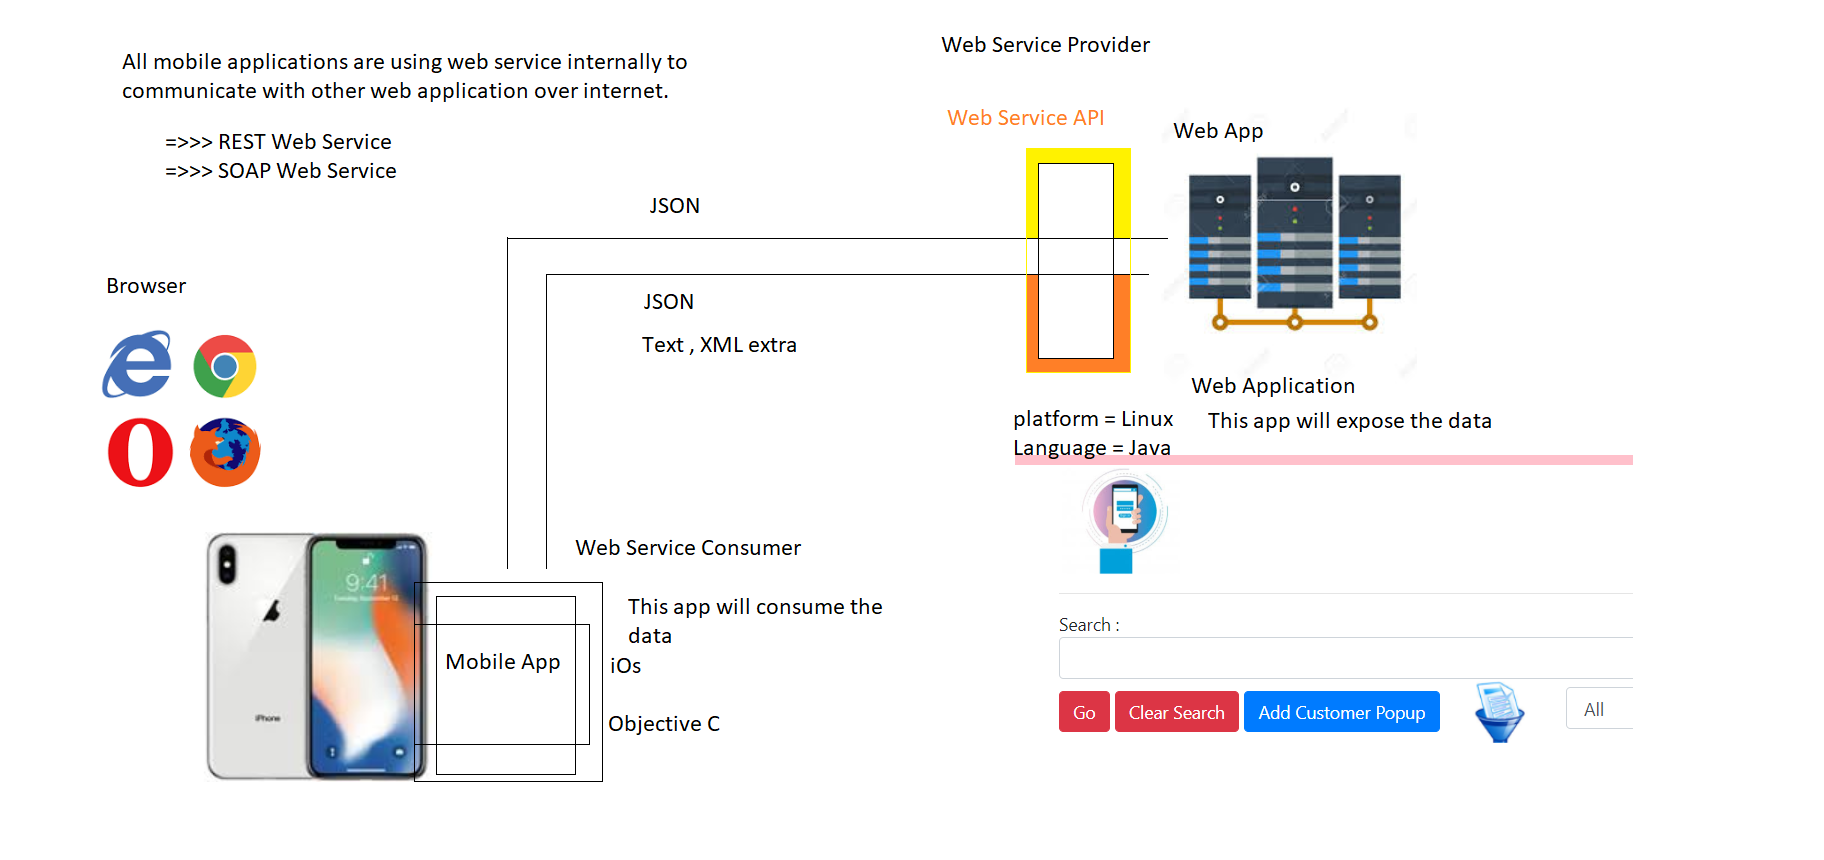 All mobile applications are using web service internally to
communicate with other web application over internet.
=>>> REST Web Service
=>>> SOAP Web Service
Web Service Provider
Web Service API
Web App
JSON
JSON
Text , XML extra
Browser
Web Application
platform = Linux
This app will expose the data
Language = Java
Web Service Consumer
This app will consume the
data
9:41
Mobile App
iOs
iPhone
Objective C
Search :
Go
Clear Search
Add Customer Popup
All